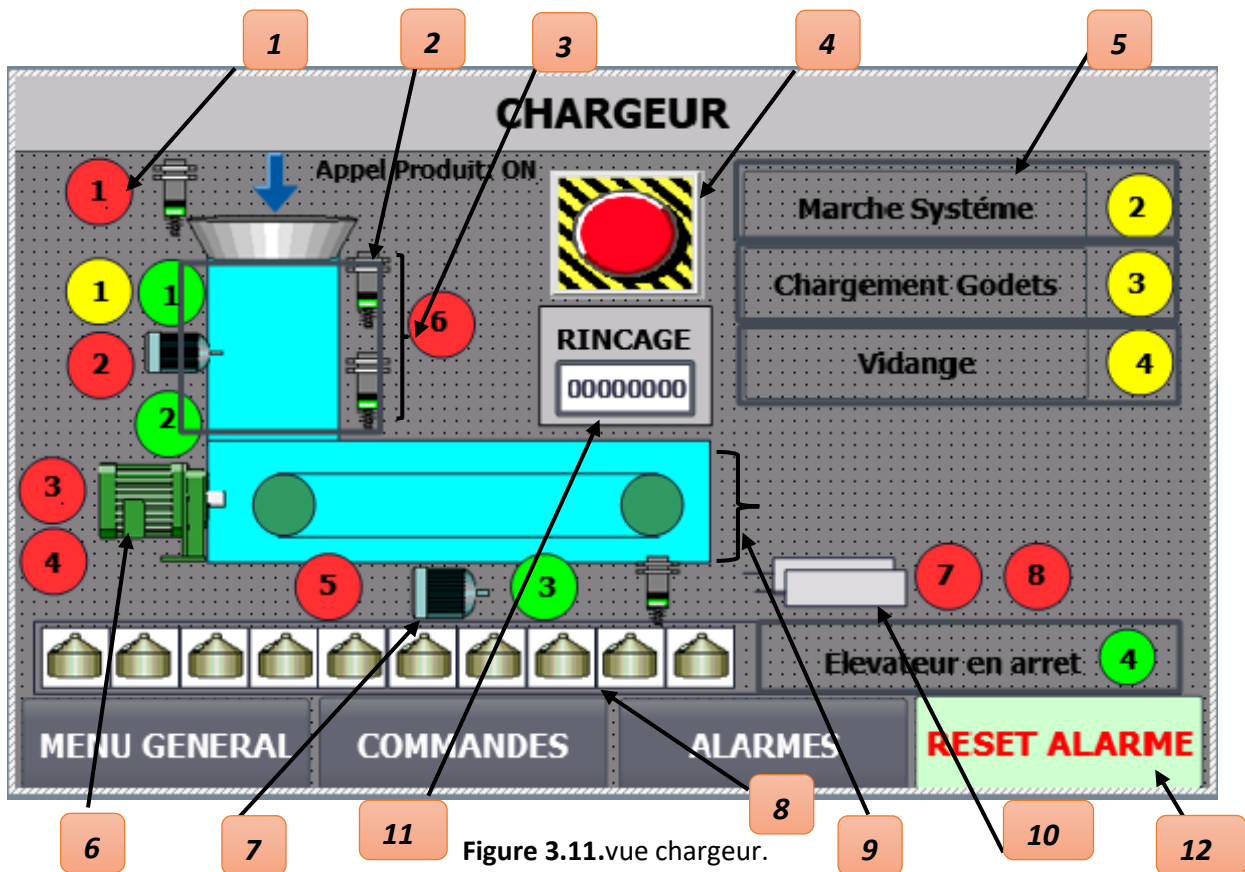 1 2 3 4 5
CHARGEUR
Appel Produit: ON
1
Marche Systéme 2
1 1
Chargement Godets 3
6
RINCAGE
00000000
2
Vidange 4
2
3
4
5 3 7 8
Elevateur en arret 4
MENU GENERAL COMMANDES ALARMES RESET ALARME
6 7 11 8 9 10 12
Figure 3.11.vue chargeur.